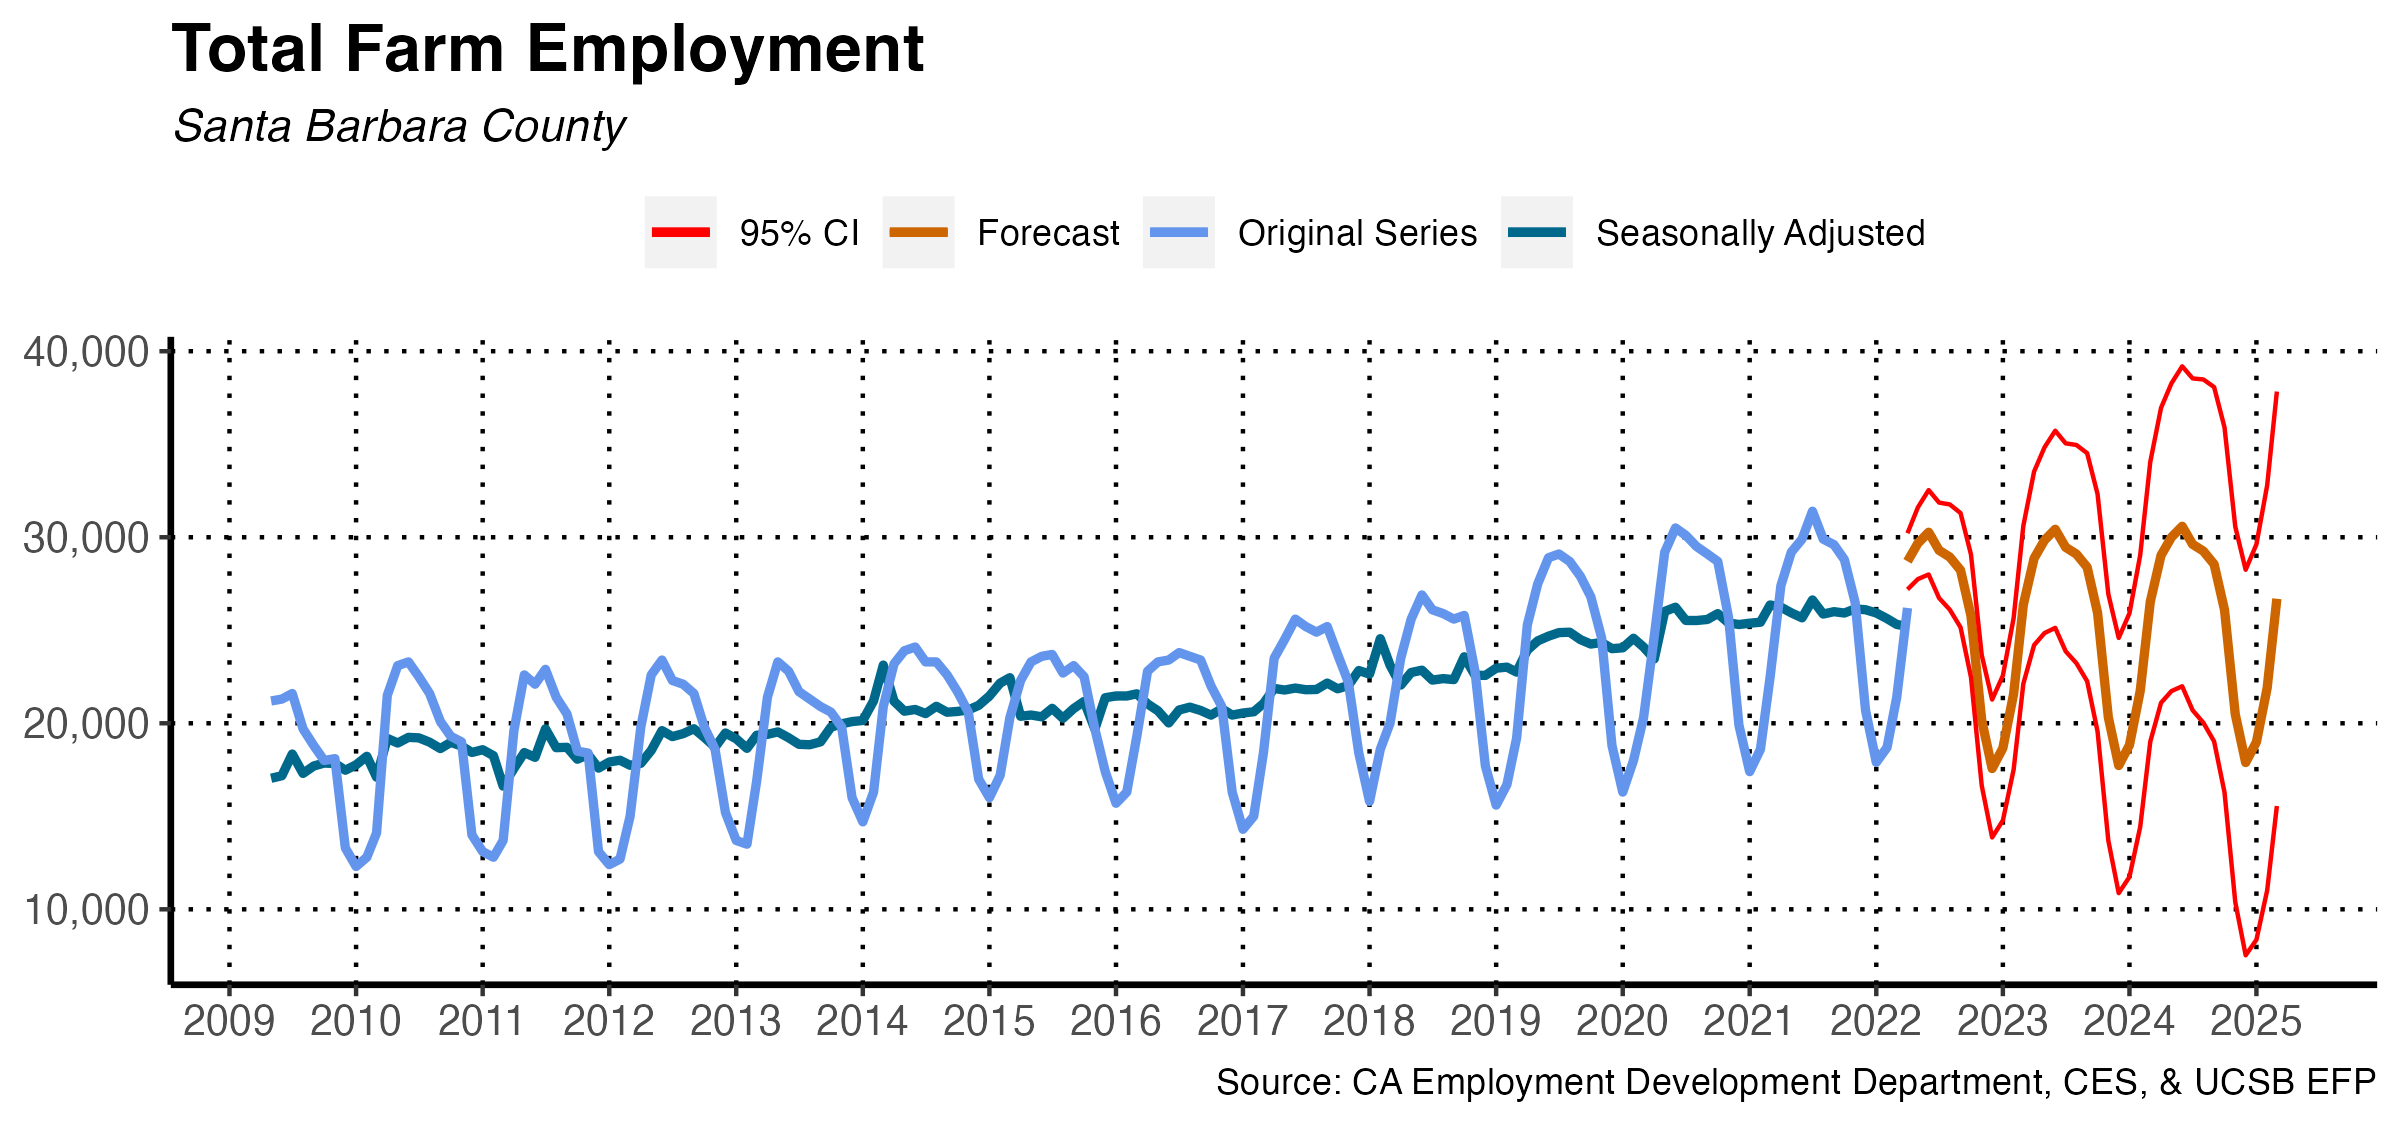 Total Farm Employment
Santa Barbara County
95% CI Forecast Original Series Seasonally Adjusted
40,000
30,000
20,000
10,000
2009 2010 2011 2012 2013 2014 2015 2016 2017 2018 2019 2020 2021 2022 2023 2024 2025
Source: CA Employment Development Department, CES, & UCSB EFP